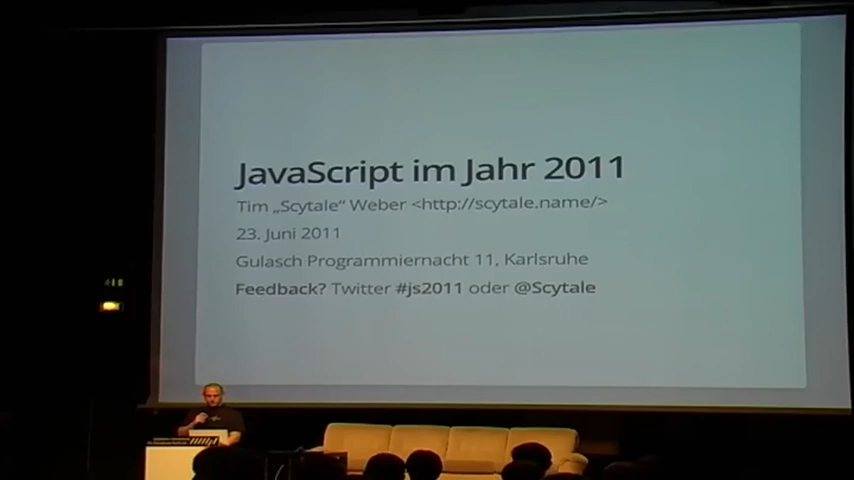 JavaScript im Jahr 2011
Tim „Scytale“ Weber <http://scytale.name/>
23. Juni 2011
Gulasch Programmiernacht 11, Karlsruhe
Feedback? Twitter #js2011 oder @Scytale